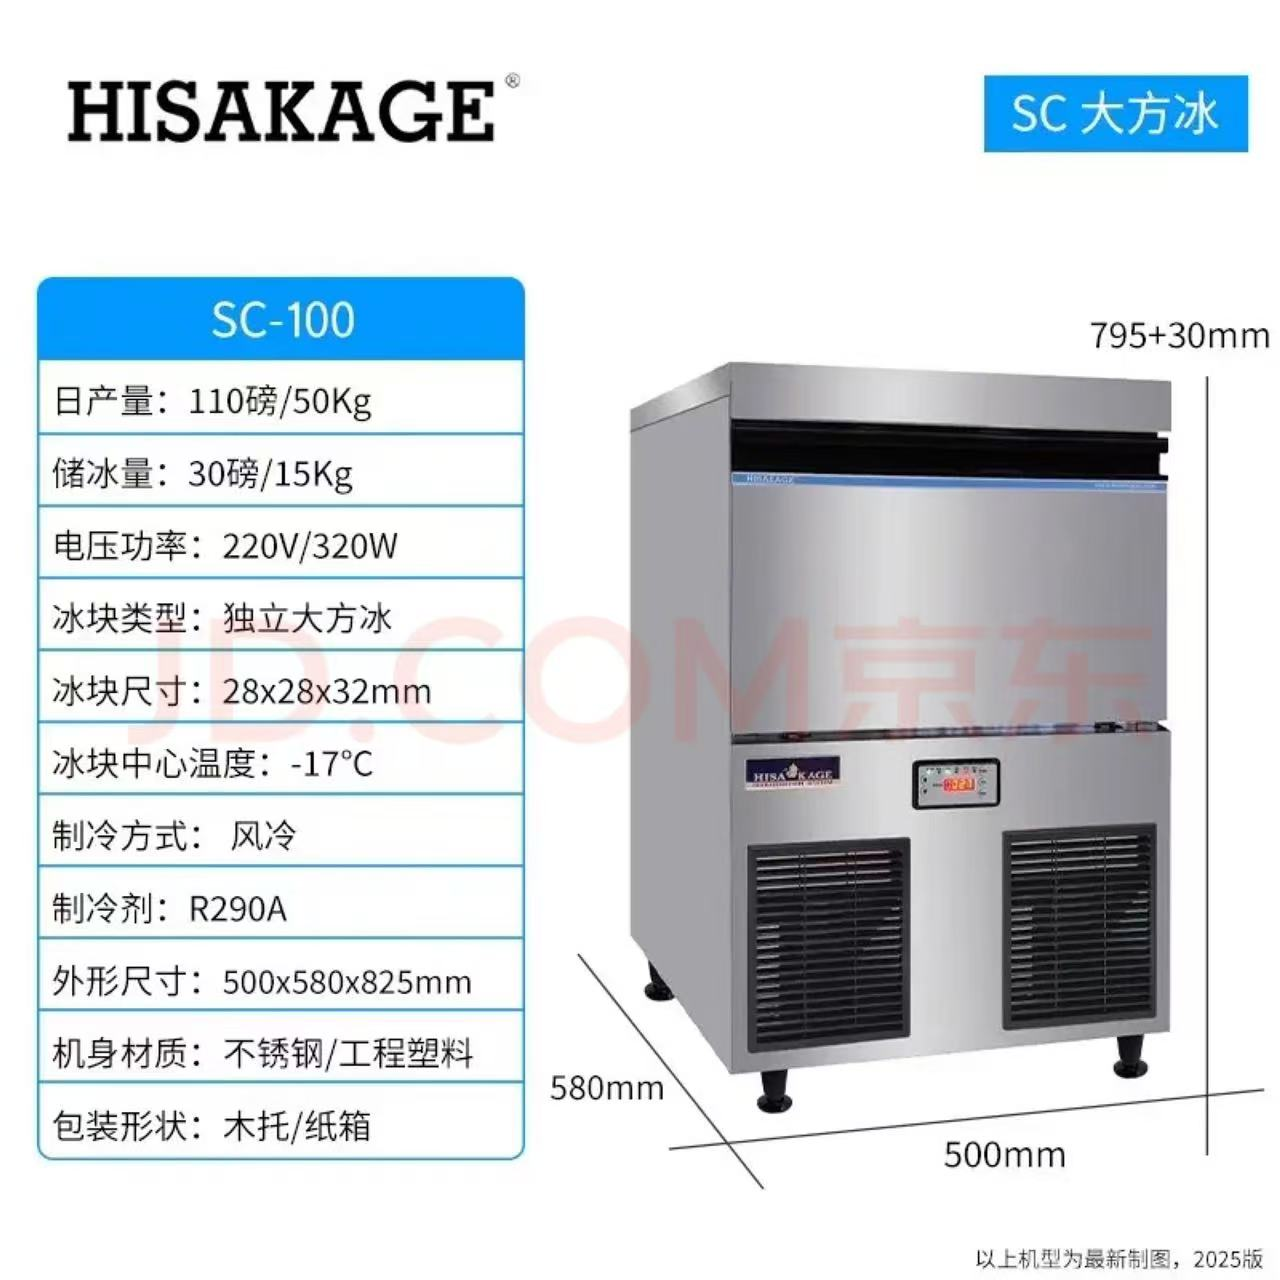 HISAKAGE®
SC 大方冰
SC-100
日产量：110磅/50Kg
储冰量：30磅/15Kg
电压功率：220V/320W
冰块类型：独立大方冰
冰块尺寸：28x28x32mm
冰块中心温度：-17℃
制冷方式： 风冷
制冷剂：R290A
外形尺寸：500x580x825mm
机身材质：不锈钢/工程塑料
包装形状：木托/纸箱
795+30mm
HISAKAGE
HISAKAGE
580mm
500mm
JD.COM 京东
以上机型为最新制图，2025版